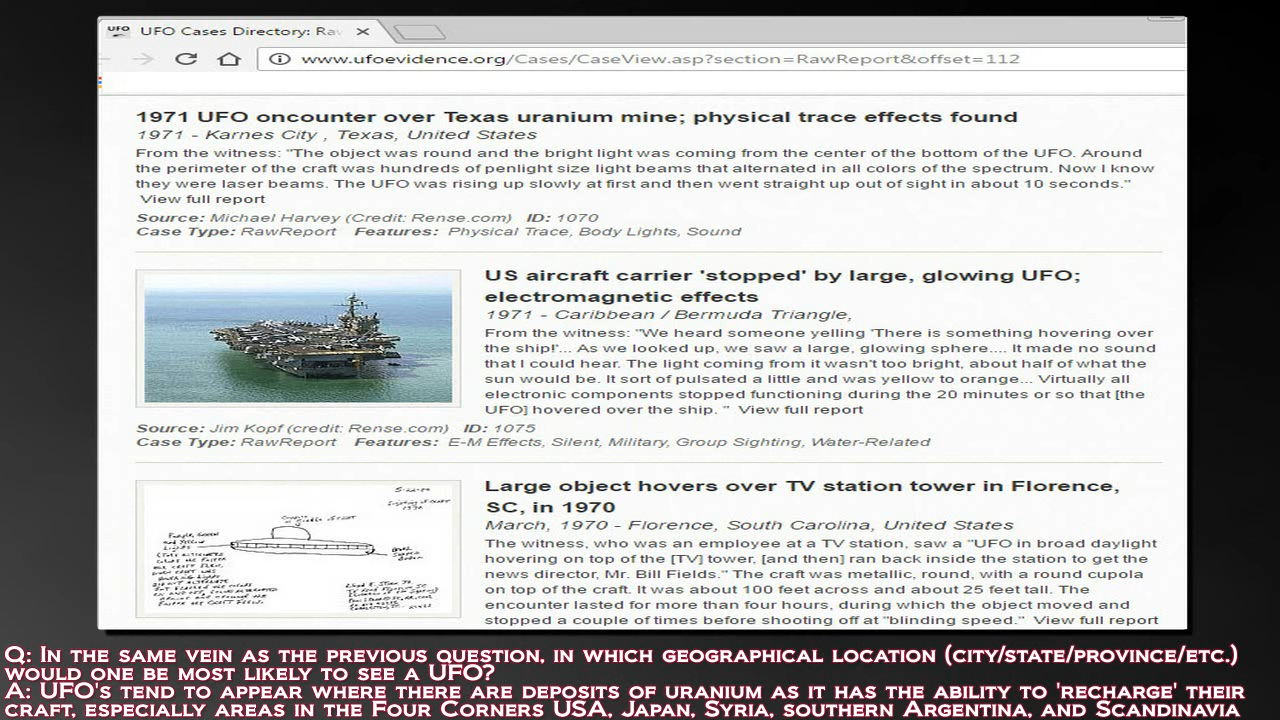 UFO
UFO Cases Directory: Ra
www.ufoevidence.org/Cases/CaseView.asp?section=RawReport&offset=112
1971 UFO oncounter over Texas uranium mine; physical trace effects found
1971 - Karnes City , Texas, United States
From the witness: "The object was round and the bright light was coming from the center of the bottom of the UFO. Around
the perimeter of the craft was hundreds of penlight size light beams that alternated in all colors of the spectrum. Now I know
they were laser beams. The UFO was rising up slowly at first and then went straight up out of sight in about 10 seconds."
View full report
Source: Michael Harvey (Credit: Rense.com) ID: 1070
Case Type: RawReport Features: Physical Trace, Body Lights, Sound
US aircraft carrier 'stopped' by large, glowing UFO;
electromagnetic effects
1971 - Caribbean / Bermuda Triangle,
From the witness: "We heard someone yelling 'There is something hovering over
the ship!'... As we looked up, we saw a large, glowing sphere.... It made no sound
that I could hear. The light coming from it wasn't too bright, about half of what the
sun would be. It sort of pulsated a little and was yellow to orange... Virtually all
electronic components stopped functioning during the 20 minutes or so that [the
UFO] hovered over the ship. " View full report
Source: Jim Kopf (credit: Rense.com) ID: 1075
Case Type: RawReport Features: E-M Effects, Silent, Military, Group Sighting, Water-Related
Large object hovers over TV station tower in Florence,
SC, in 1970
March, 1970 - Florence, South Carolina, United States
The witness, who was an employee at a TV station, saw a "UFO in broad daylight
hovering on top of the [TV] tower, [and then] ran back inside the station to get the
news director, Mr. Bill Fields." The craft was metallic, round, with a round cupola
on top of the craft. It was about 100 feet across and about 25 feet tall. The
encounter lasted for more than four hours, during which the object moved and
stopped a couple of times before shooting off at "blinding speed." View full report
Q: In the same vein as the previous question, in which geographical location (city/state/province/etc.)
would one be most likely to see a UFO?
A: UFO's tend to appear where there are deposits of uranium as it has the ability to 'recharge' their
craft, especially areas in the Four Corners USA, Japan, Syria, southern Argentina, and Scandinavia